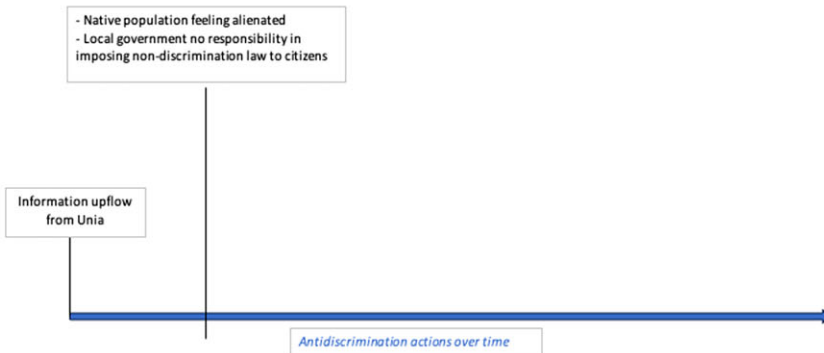 - Native population feeling alienated
- Local government no responsibility in
imposing non-discrimination law to citizens
Information upflow
from Unia
Antidiscrimination actions over time